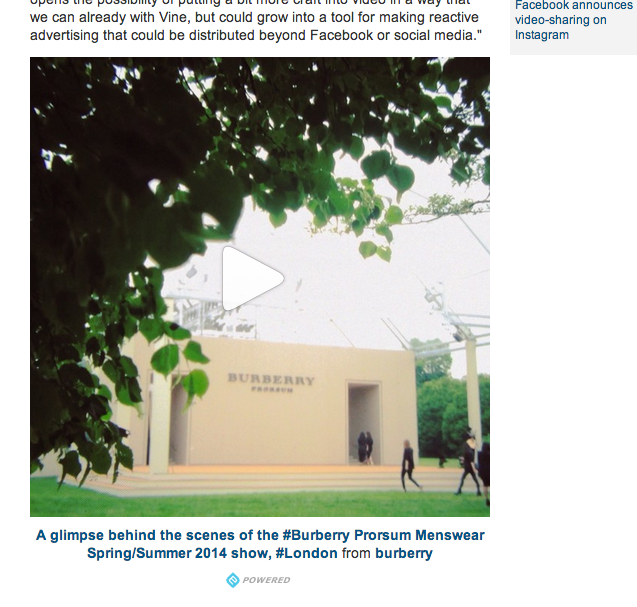 opens the possibility of putting a bit more craft into video in a way that
we can already with Vine, but could grow into a tool for making reactive
advertising that could be distributed beyond Facebook or social media."
Facebook announces
video-sharing on
Instagram
BURBERRY
PRORSUM
A glimpse behind the scenes of the #Burberry Prorsum Menswear
Spring/Summer 2014 show, #London from burberry
POWERED